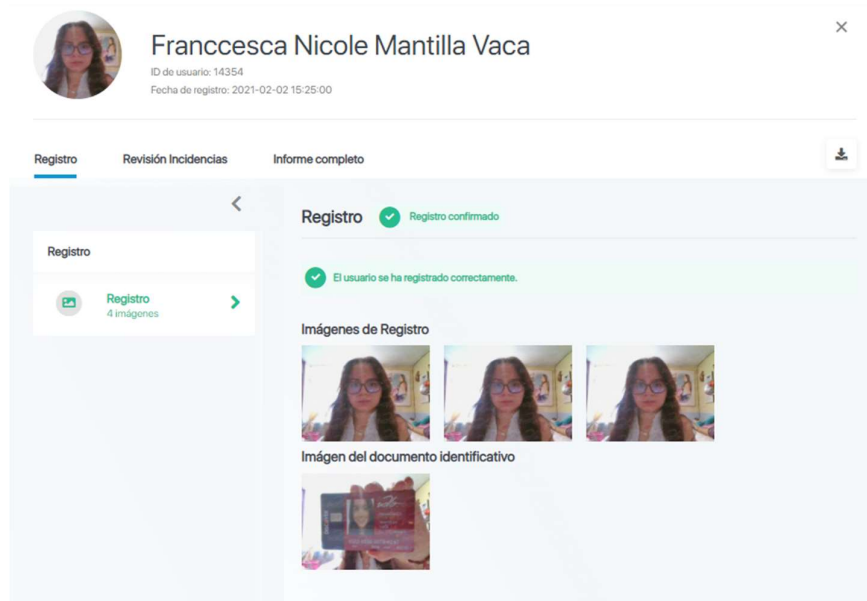 Franccesca Nicole Mantilla Vaca
ID de usuario: 14354
Fecha de registro: 2021-02-02 15:25:00
Registro
Revisión Incidencias
Informe completo
Registro
Registro
4 imágenes
Registro
Registro confirmado
El usuario se ha registrado correctamente.
Imágenes de Registro
Imágen del documento identificativo